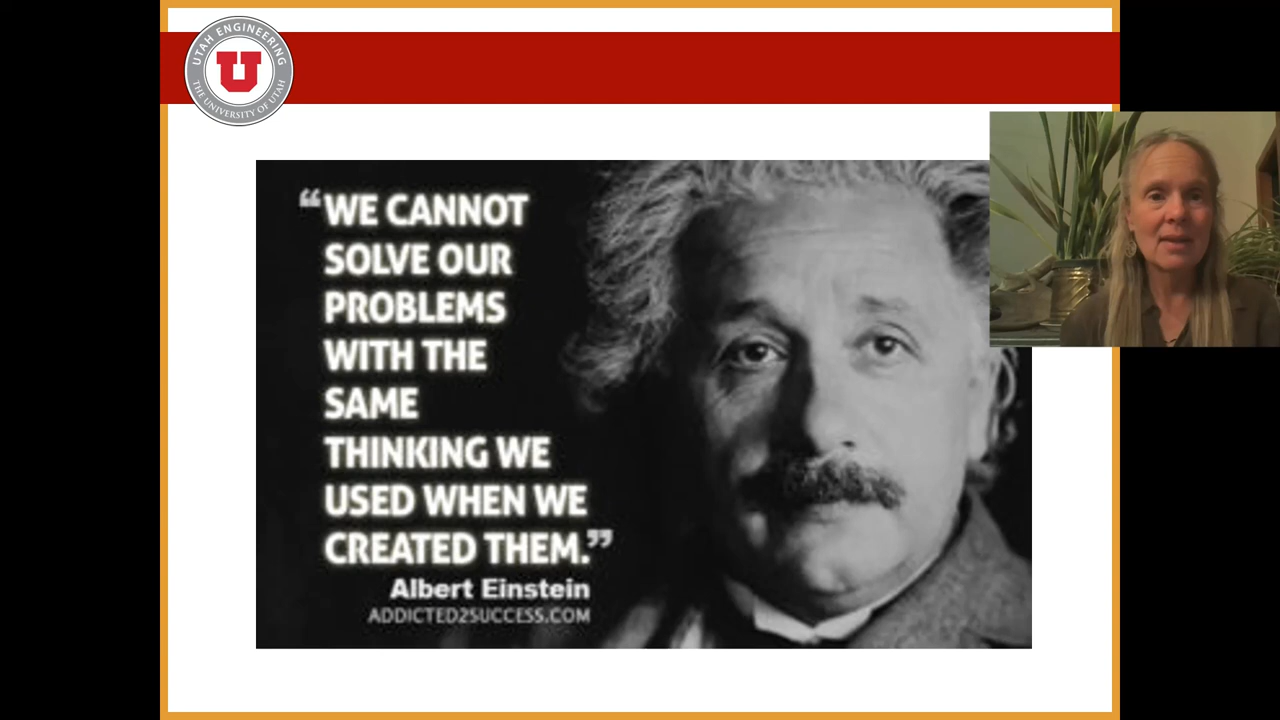 UTAH ENGINEERING
U
THE UNIVERSITY OF UTAH
“WE CANNOT
SOLVE OUR
PROBLEMS
WITH THE
SAME
THINKING WE
USED WHEN WE
CREATED THEM.”
Albert Einstein
ADDICTED2SUCCESS.COM